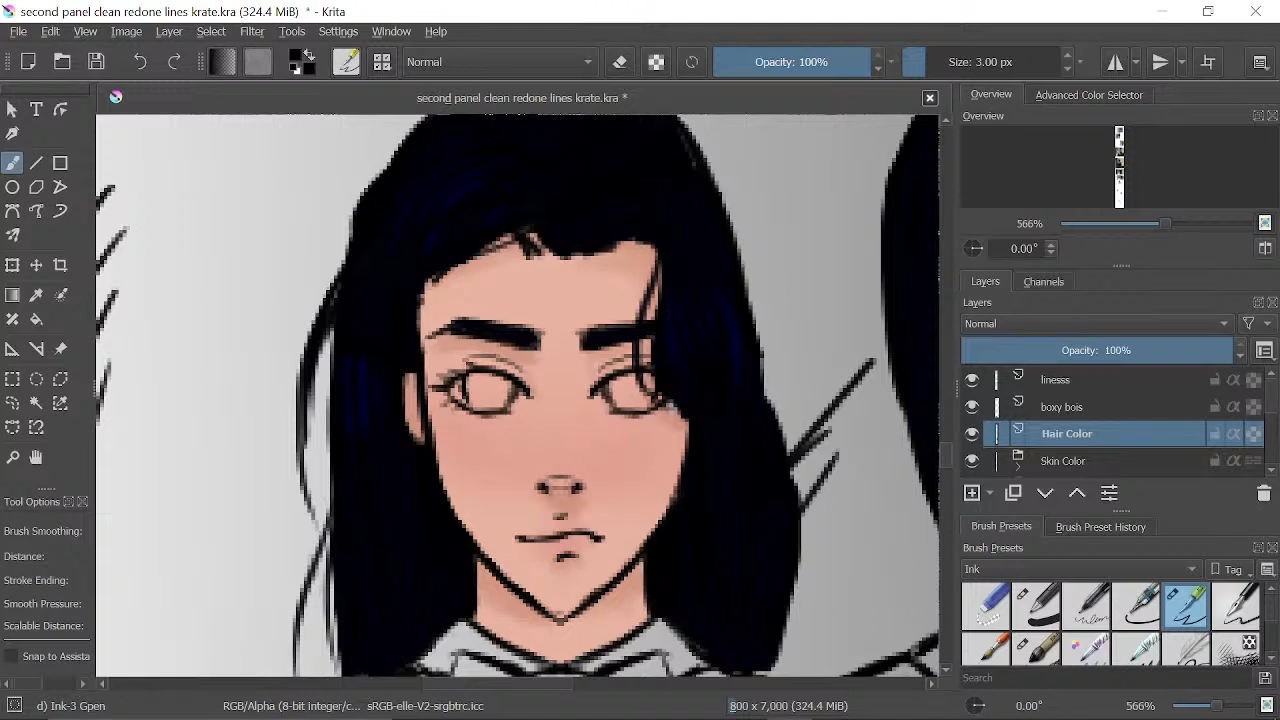 second panel clean redone lines krate.kra (324.4 MiB) * - Krita
File Edit View Image Layer Filter Select Tools Settings Window Help
Normal
Opacity: 100%
Size: 3.00 px
second panel clean redone lines krate.kra *
Overview
Advanced Color Selector
Overview
566%
0.00°
Layers
Channels
Layers
Normal
Opacity: 100%
liness
boxy bois
Hair Color
Skin Color
Tool Options
Brush Smoothing:
Distance:
Stroke Ending:
Smooth Pressure:
Scalable Distance:
Snap to Assista
Brush Presets
Brush Preset History
Brush Presets
Ink
Tag
Search
d) Ink-3 Gpen
RGB/Alpha (8-bit integer/c... sRGB-elle-V2-srgbtrc.icc
800 x 7,000 (324.4 MiB)
0.00°
566%